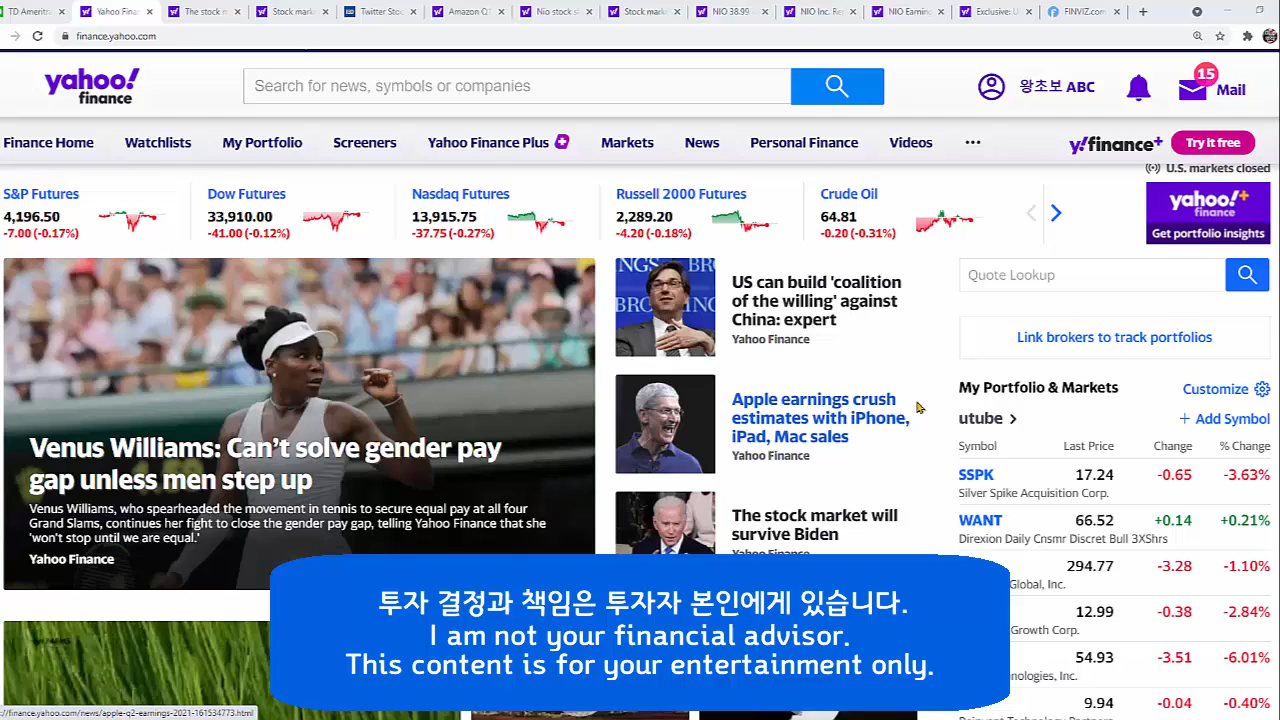 TD Ameritra
Yahoo Finan
The stock m
Stock mark
Twitter Stoc
Amazon Q
Nio stock s
Stock mark
NIO 38.99
NIO Inc. Re
NIO Earnin
Exclusive: U
FINVIZ.com
finance.yahoo.com
yahoo!
finance
Search for news, symbols or companies
왕초보 ABC
15
Mail
Finance Home
Watchlists
My Portfolio
Screeners
Yahoo Finance Plus
Markets
News
Personal Finance
Videos
y!finance+
Try it free
U.S. markets closed
S&P Futures
4,196.50
-7.00 (-0.17%)
Dow Futures
33,910.00
-41.00 (-0.12%)
Nasdaq Futures
13,915.75
-37.75 (-0.27%)
Russell 2000 Futures
2,289.20
-4.20 (-0.18%)
Crude Oil
64.81
-0.20 (-0.31%)
yahoo!+
finance
Get portfolio insights
Venus Williams: Can't solve gender pay
gap unless men step up
Venus Williams, who spearheaded the movement in tennis to secure equal pay at all four
Grand Slams, continues her fight to close the gender pay gap, telling Yahoo Finance that she
'won't stop until we are equal.'
Yahoo Finance
US can build 'coalition
of the willing' against
China: expert
Yahoo Finance
Apple earnings crush
estimates with iPhone,
iPad, Mac sales
Yahoo Finance
The stock market will
survive Biden
Yahoo Finance
Quote Lookup
Link brokers to track portfolios
My Portfolio & Markets
Customize
utube >
+ Add Symbol
Symbol Last Price Change % Change
SSPK 17.24 -0.65 -3.63%
Silver Spike Acquisition Corp.
WANT 66.52 +0.14 +0.21%
Direxion Daily Cnsmr Discret Bull 3XShrs
294.77 -3.28 -1.10%
Global, Inc.
12.99 -0.38 -2.84%
Growth Corp.
54.93 -3.51 -6.01%
nologies, Inc.
9.94 -0.04 -0.40%
Reinvent Technology Partners
투자 결정과 책임은 투자자 본인에게 있습니다.
I am not your financial advisor.
This content is for your entertainment only.
://finance.yahoo.com/news/apple-q2-earnings-2021-161534773.html